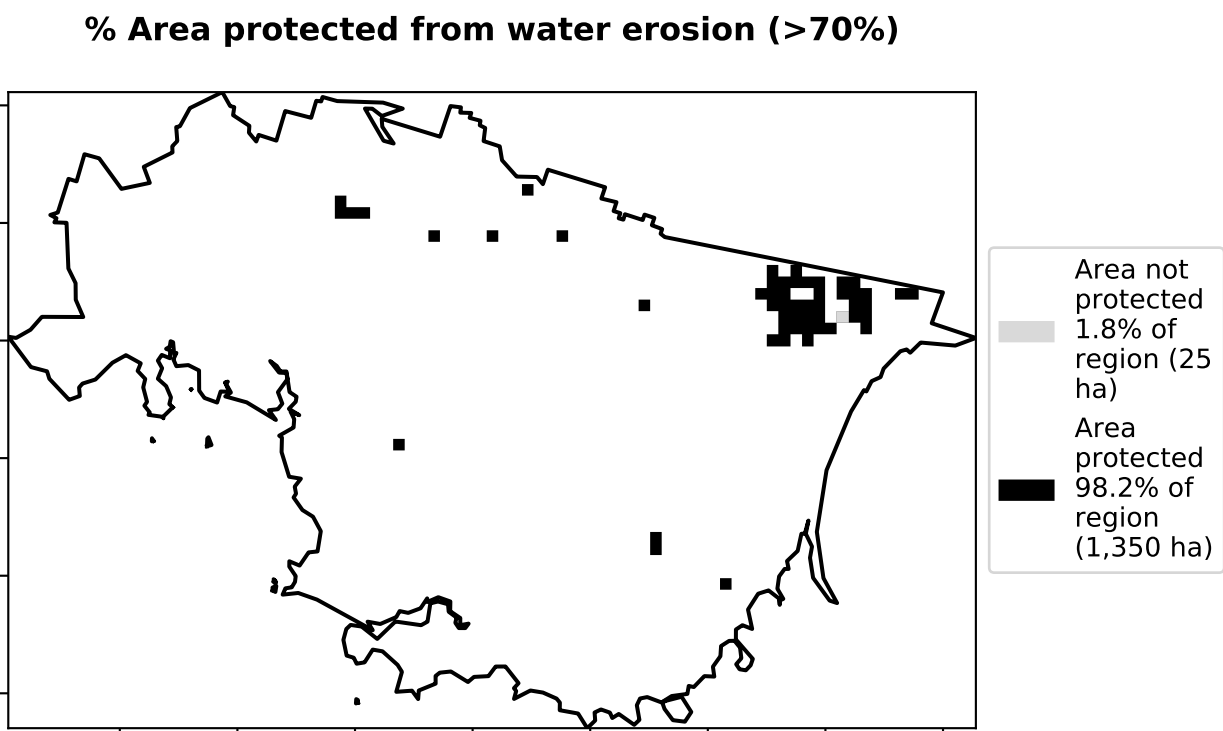 % Area protected from water erosion (>70%)
Area not
protected
1.8% of
region (25
ha)
Area
protected
98.2% of
region
(1,350 ha)